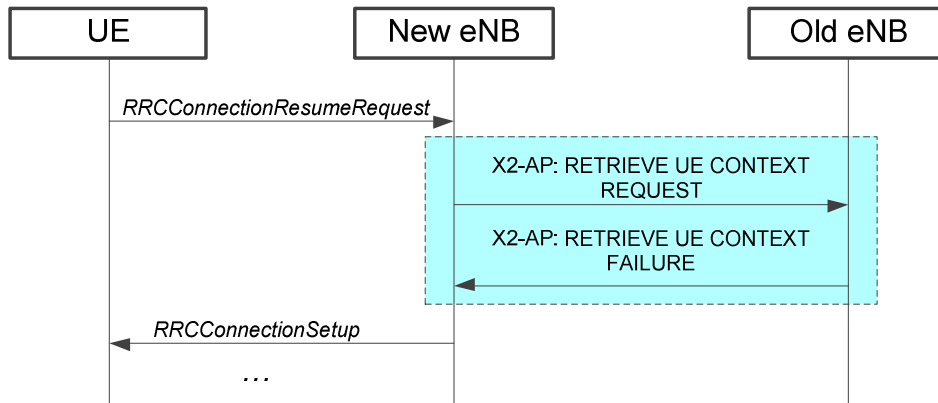 UE
New eNB
Old eNB
RRCConnectionResumeRequest
X2-AP: RETRIEVE UE CONTEXT
REQUEST
X2-AP: RETRIEVE UE CONTEXT
FAILURE
RRCConnectionSetup
...